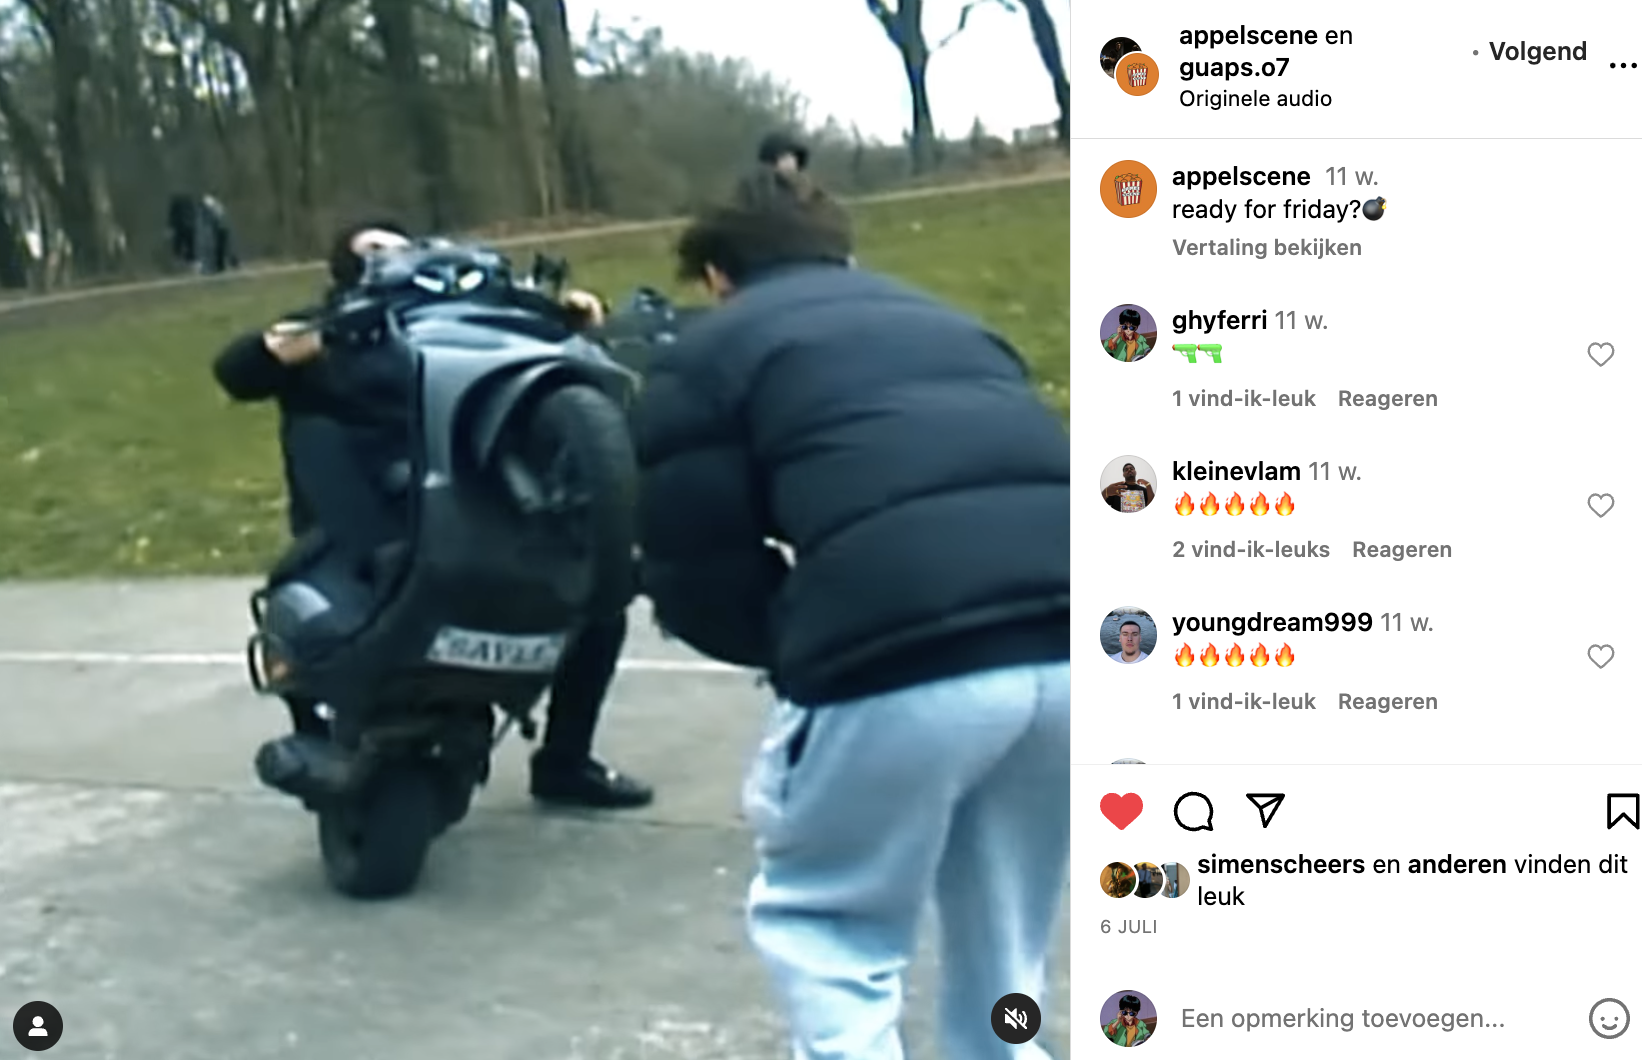 appelscene en
guaps.o7
Originele audio
• Volgend
appelscene 11 w.
ready for friday?💣
Vertaling bekijken
ghyferri 11 w.
🔫🔫
1 vind-ik-leuk Reageren
kleinevlam 11 w.
🔥🔥🔥🔥🔥
2 vind-ik-leuks Reageren
youngdream999 11 w.
🔥🔥🔥🔥🔥
1 vind-ik-leuk Reageren
simenscheers en anderen vinden dit
leuk
6 JULI
Een opmerking toevoegen...